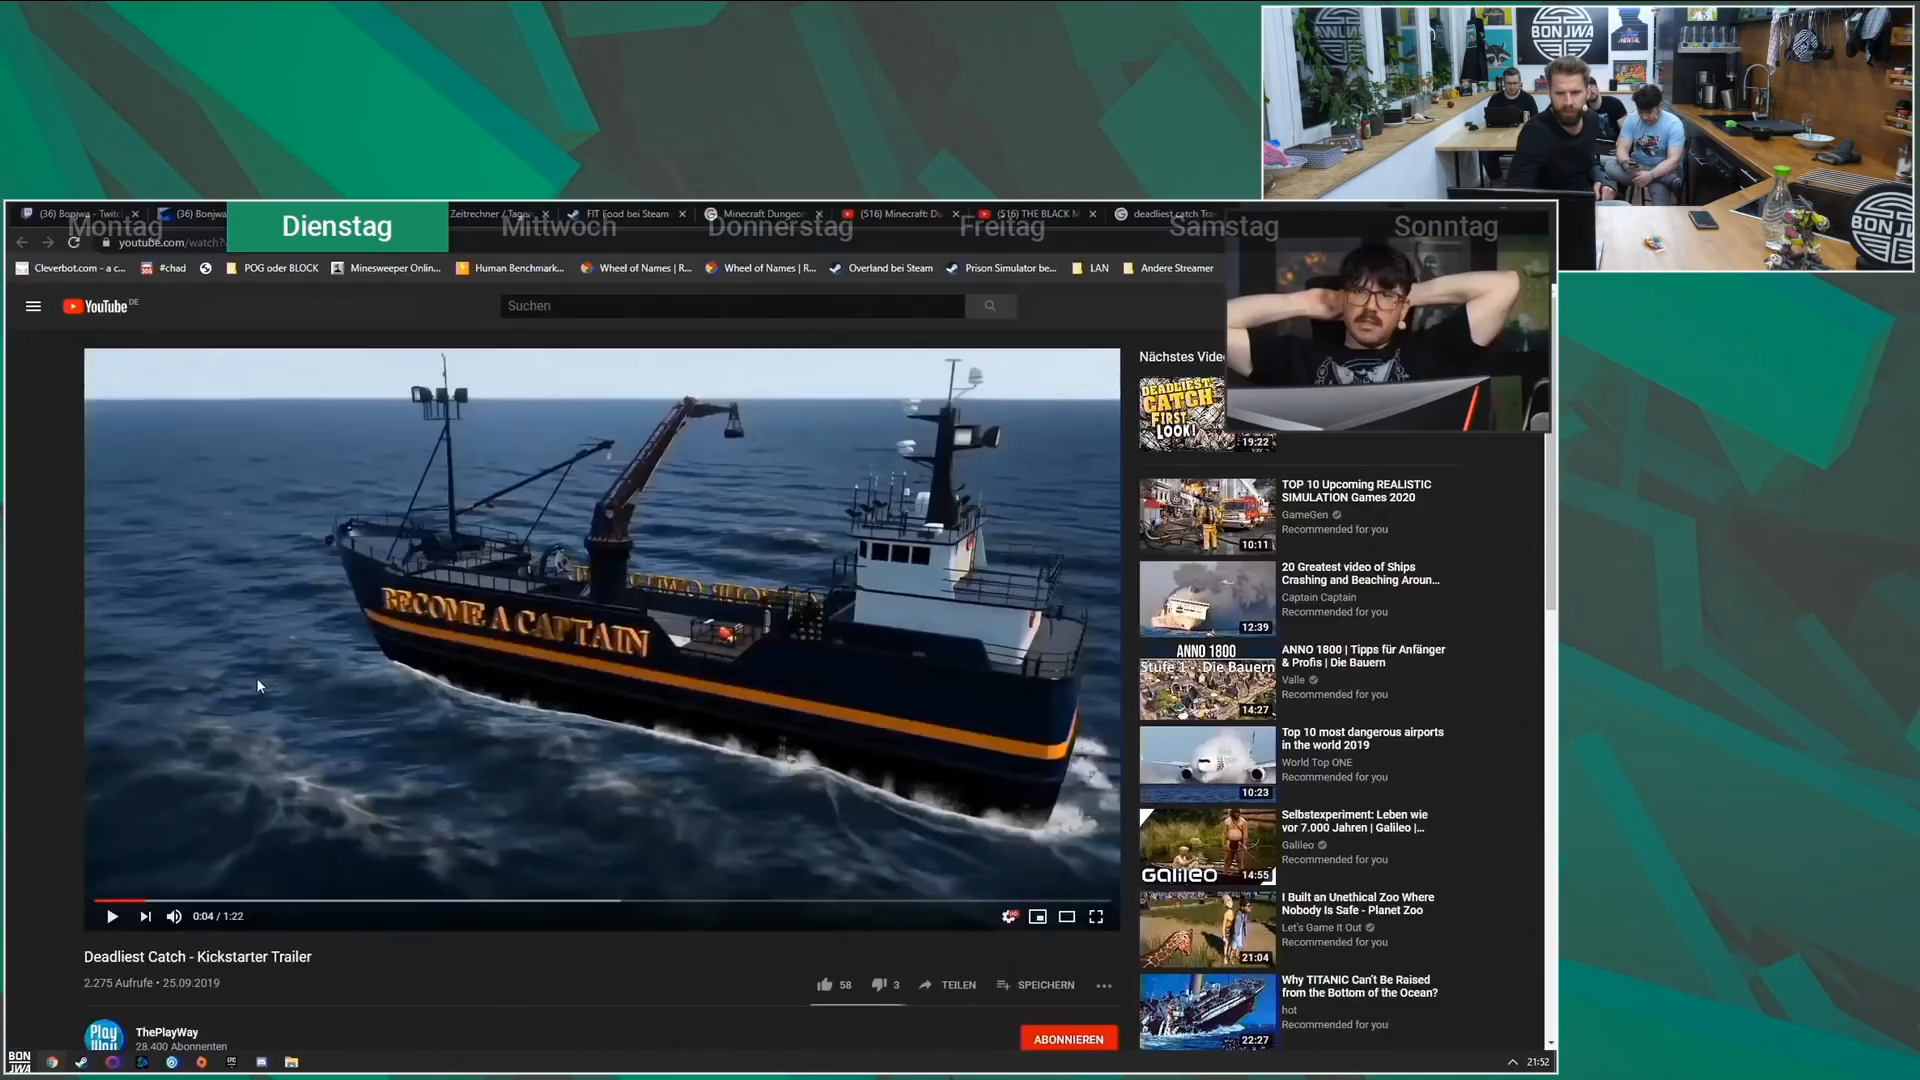 BONJWA
(36) Bonjwa - Twitc
(36) Bonjwa
Zeitrechner / Tages
FIT Food bei Steam
Minecraft Dungeo
(516) Minecraft: Du
(516) THE BLACK M
deadliest catch Tra
Montag
Dienstag
Mittwoch
Donnerstag
Freitag
Samstag
Sonntag
youtube.com/watch?
Cleverbot.com - a c...
#chad
POG oder BLOCK
Minesweeper Onlin...
Human Benchmark...
Wheel of Names | R...
Wheel of Names | R...
Overland bei Steam
Prison Simulator be...
LAN
Andere Streamer
YouTube DE
Suchen
BECOME A CAPTAIN
0:04 / 1:22
Deadliest Catch - Kickstarter Trailer
2.275 Aufrufe • 25.09.2019
58
3
TEILEN
SPEICHERN
Play Way
ThePlayWay
28.400 Abonnenten
ABONNIEREN
Nächstes Vide
DEADLIEST
CATCH
FIRST
LOOK!
19:22
TOP 10 Upcoming REALISTIC
SIMULATION Games 2020
GameGen
Recommended for you
10:11
20 Greatest video of Ships
Crashing and Beaching Aroun...
Captain Captain
Recommended for you
12:39
ANNO 1800
Stufe 1 - Die Bauern
14:27
ANNO 1800 | Tipps für Anfänger
& Profis | Die Bauern
Valle
Recommended for you
Top 10 most dangerous airports
in the world 2019
World Top ONE
Recommended for you
10:23
Selbstexperiment: Leben wie
vor 7.000 Jahren | Galileo |...
Galileo
Recommended for you
GALILEO
14:55
I Built an Unethical Zoo Where
Nobody Is Safe - Planet Zoo
Let's Game It Out
Recommended for you
21:04
Why TITANIC Can't Be Raised
from the Bottom of the Ocean?
hot
Recommended for you
22:27
BON
JWA
21:52